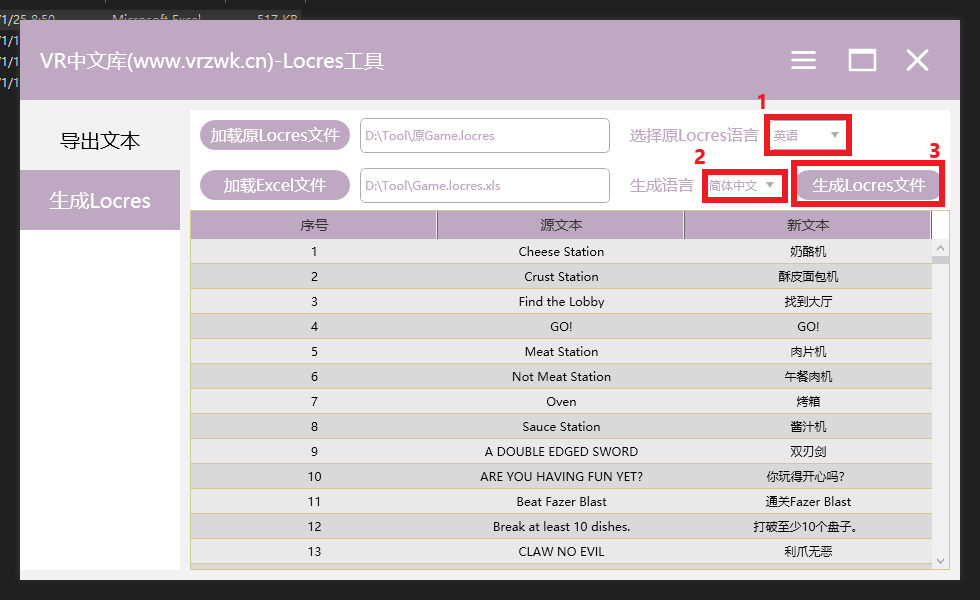 /1/25 8:50 Microsoft Excel 517 KB
/1/1
/1/1
/1/1
VR中文库(www.vrzwk.cn)-Locres工具
1
导出文本
加载原Locres文件 D:\Tool\原Game.locres 选择原Locres语言 英语
2
3
生成Locres
加载Excel文件 D:\Tool\Game.locres.xls 生成语言 简体中文 生成Locres文件
序号 源文本 新文本
1 Cheese Station 奶酪机
2 Crust Station 酥皮面包机
3 Find the Lobby 找到大厅
4 GO! GO!
5 Meat Station 肉片机
6 Not Meat Station 午餐肉机
7 Oven 烤箱
8 Sauce Station 酱汁机
9 A DOUBLE EDGED SWORD 双刃剑
10 ARE YOU HAVING FUN YET? 你玩得开心吗?
11 Beat Fazer Blast 通关Fazer Blast
12 Break at least 10 dishes. 打破至少10个盘子。
13 CLAW NO EVIL 利爪无恶